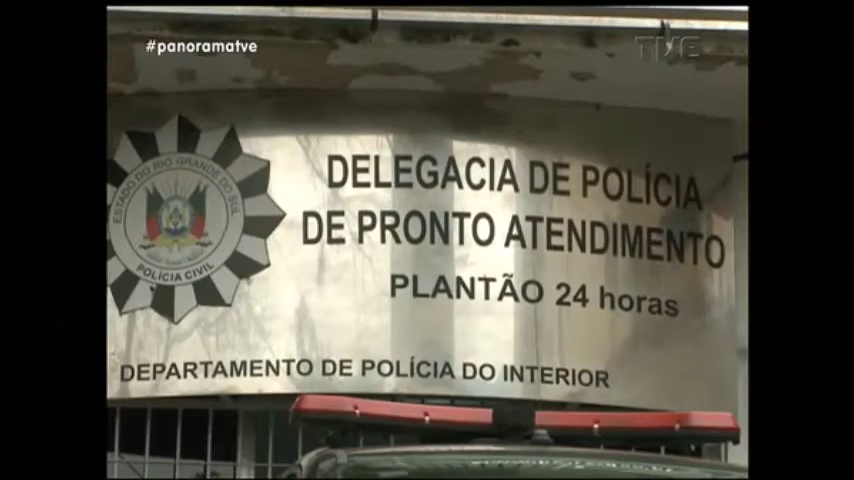 #panoramatve
TVE
ESTADO DO RIO GRANDE DO SUL
POLÍCIA CIVIL
DELEGACIA DE POLÍCIA
DE PRONTO ATENDIMENTO
PLANTÃO 24 horas
DEPARTAMENTO DE POLÍCIA DO INTERIOR